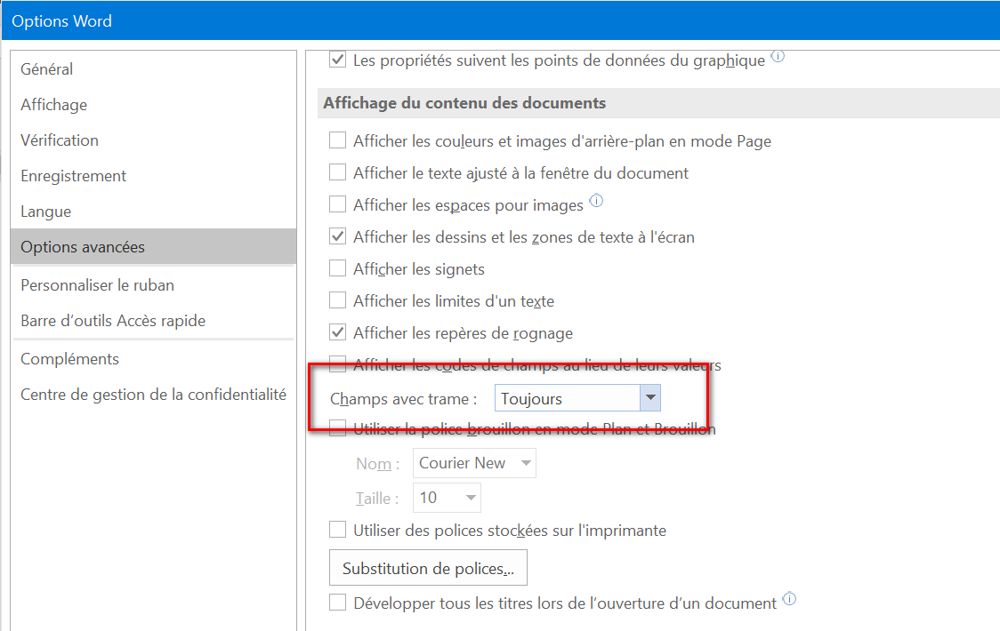 Options Word
Général
Affichage
Vérification
Enregistrement
Langue
Options avancées
Personnaliser le ruban
Barre d’outils Accès rapide
Compléments
Centre de gestion de la confidentialité
Les propriétés suivent les points de données du graphique
Affichage du contenu des documents
Afficher les couleurs et images d'arrière-plan en mode Page
Afficher le texte ajusté à la fenêtre du document
Afficher les espaces pour images
Afficher les dessins et les zones de texte à l'écran
Afficher les signets
Afficher les limites d'un texte
Afficher les repères de rognage
Afficher les codes de champs au lieu de leurs valeurs
Champs avec trame : Toujours
Utiliser la police brouillon en mode Plan et Brouillon
Nom : Courier New
Taille : 10
Utiliser des polices stockées sur l'imprimante
Substitution de polices...
Développer tous les titres lors de l’ouverture d’un document